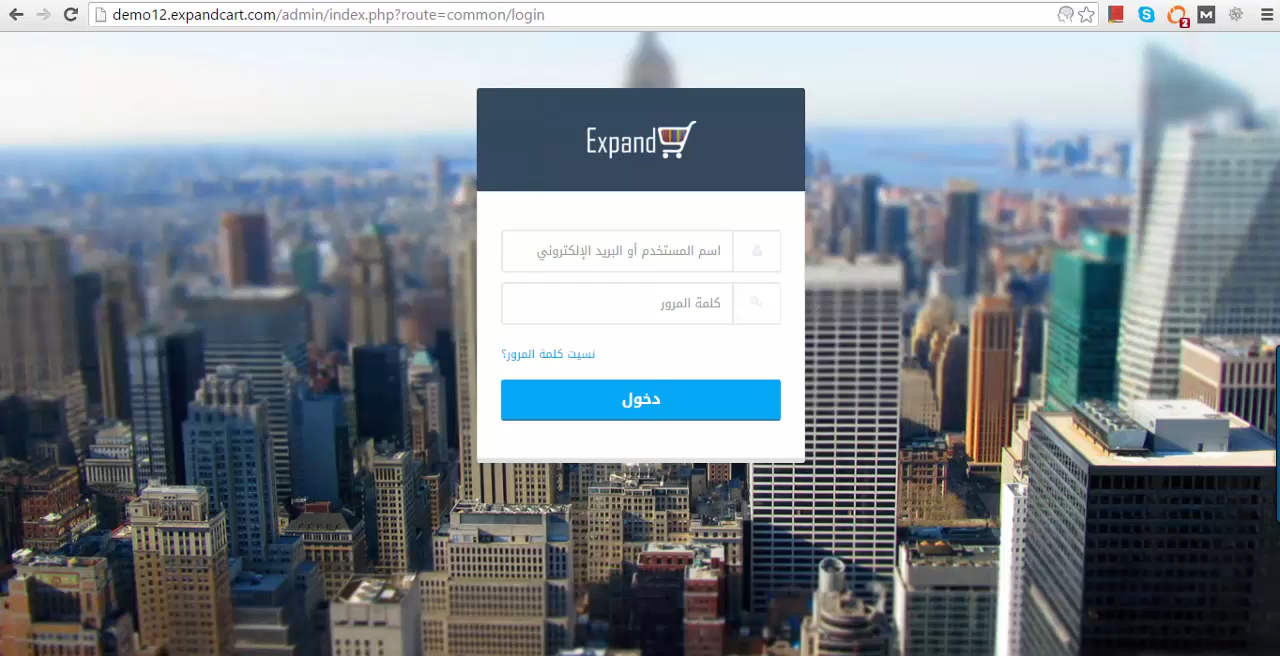 demo12.expandcart.com/admin/index.php?route=common/login
2
Expand
اسم المستخدم أو البريد الإلكتروني
كلمة المرور
نسيت كلمة المرور؟
دخول